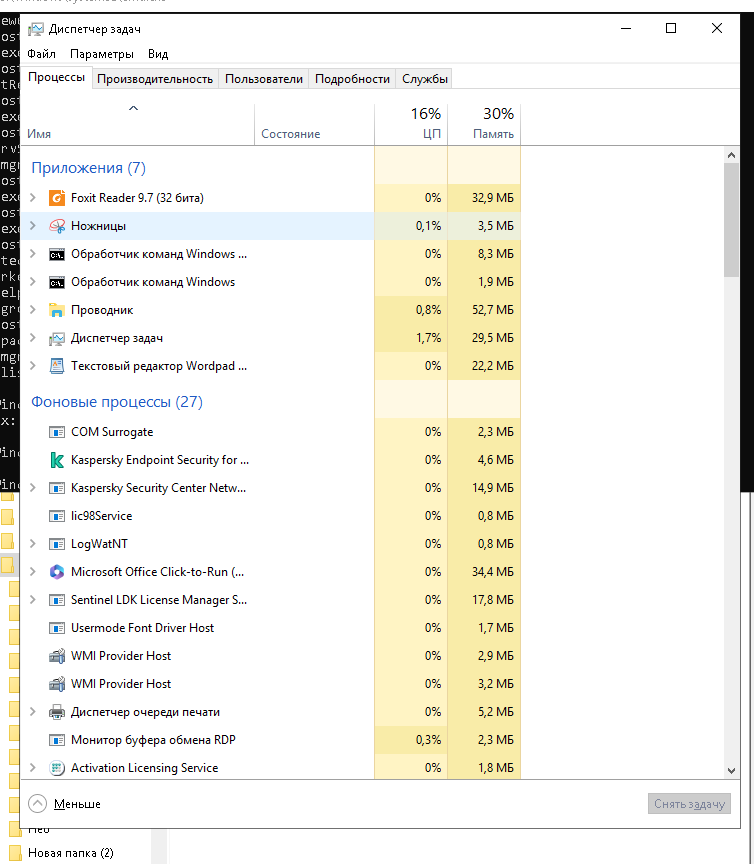 Диспетчер задач
Файл Параметры Вид
Процессы Производительность Пользователи Подробности Службы
16% 30%
Имя Состояние ЦП Память
Приложения (7)
Foxit Reader 9.7 (32 бита) 0% 32,9 МБ
Ножницы 0,1% 3,5 МБ
Обработчик команд Windows ... 0% 8,3 МБ
Обработчик команд Windows 0% 1,9 МБ
Проводник 0,8% 52,7 МБ
Диспетчер задач 1,7% 29,5 МБ
Текстовый редактор Wordpad ... 0% 22,2 МБ
Фоновые процессы (27)
COM Surrogate 0% 2,3 МБ
Kaspersky Endpoint Security for ... 0% 4,6 МБ
Kaspersky Security Center Netw... 0% 14,9 МБ
lic98Service 0% 0,8 МБ
LogWatNT 0% 0,8 МБ
Microsoft Office Click-to-Run (... 0% 34,4 МБ
Sentinel LDK License Manager S... 0% 17,8 МБ
Usermode Font Driver Host 0% 1,7 МБ
WMI Provider Host 0% 2,9 МБ
WMI Provider Host 0% 3,2 МБ
Диспетчер очереди печати 0% 5,2 МБ
Монитор буфера обмена RDP 0,3% 2,3 МБ
Activation Licensing Service 0% 1,8 МБ
Меньше Снять задачу
Новая папка (2)